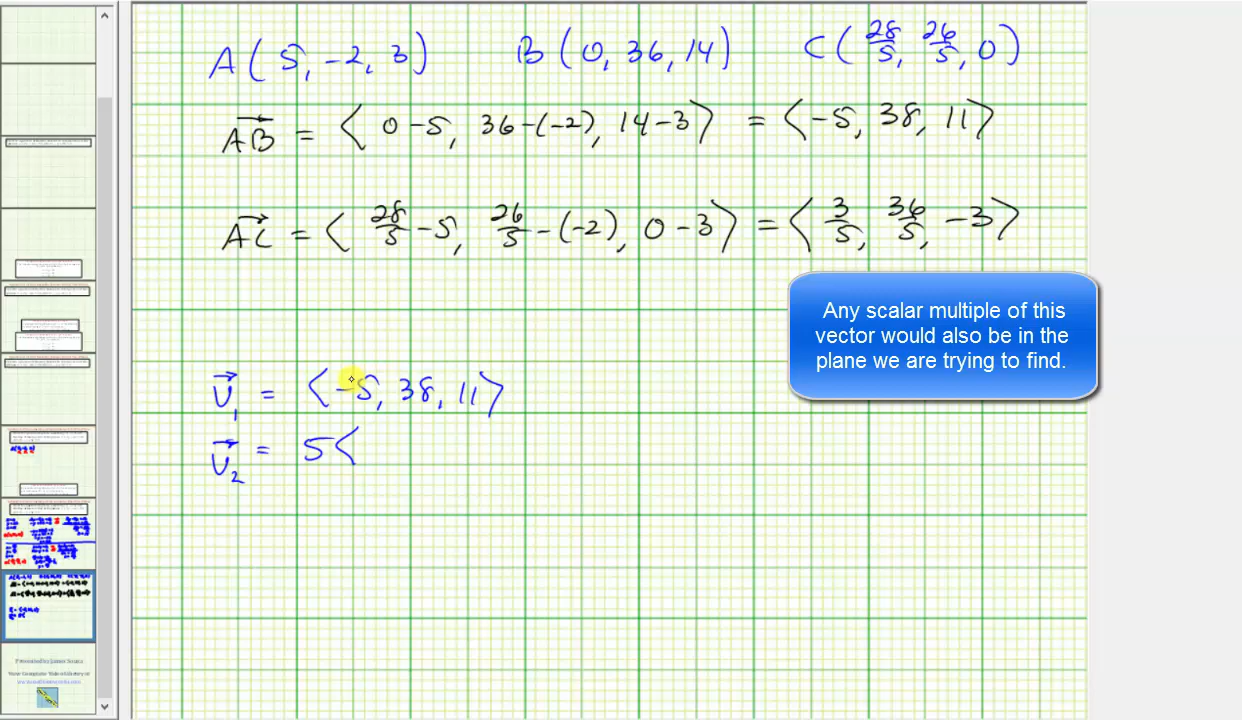 A(5, -2, 3) B(0, 36, 14) C(28/5, 26/5, 0)
AB = ⟨0-5, 36-(-2), 14-3⟩ = ⟨-5, 38, 11⟩
AC = ⟨28/5-5, 26/5-(-2), 0-3⟩ = ⟨3/5, 36/5, -3⟩
Any scalar multiple of this
vector would also be in the
plane we are trying to find.
V₁ = ⟨-5, 38, 11⟩
V₂ = 5⟨